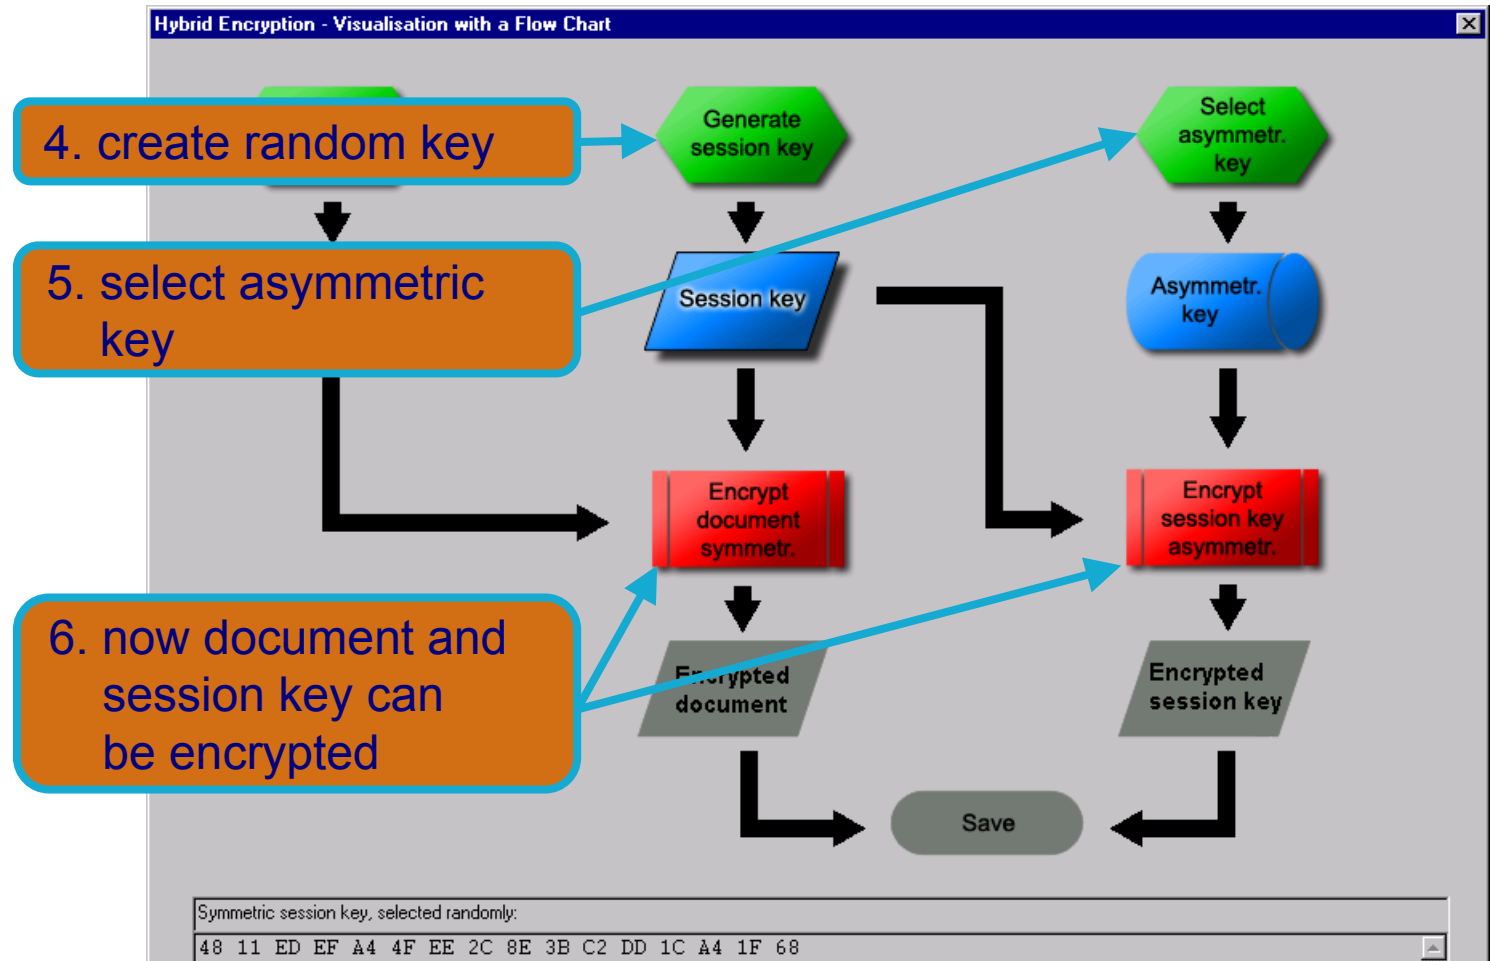 Hybrid Encryption - Visualisation with a Flow Chart
4. create random key
Generate
session key
Select
asymmetr.
key
5. select asymmetric
key
Session key
Asymmetr.
key
Encrypt
document
symmetr.
Encrypt
session key
asymmetr.
6. now document and
session key can
be encrypted
Encrypted
document
Encrypted
session key
Save
Symmetric session key, selected randomly:
48 11 ED EF A4 4F EE 2C 8E 3B C2 DD 1C A4 1F 68